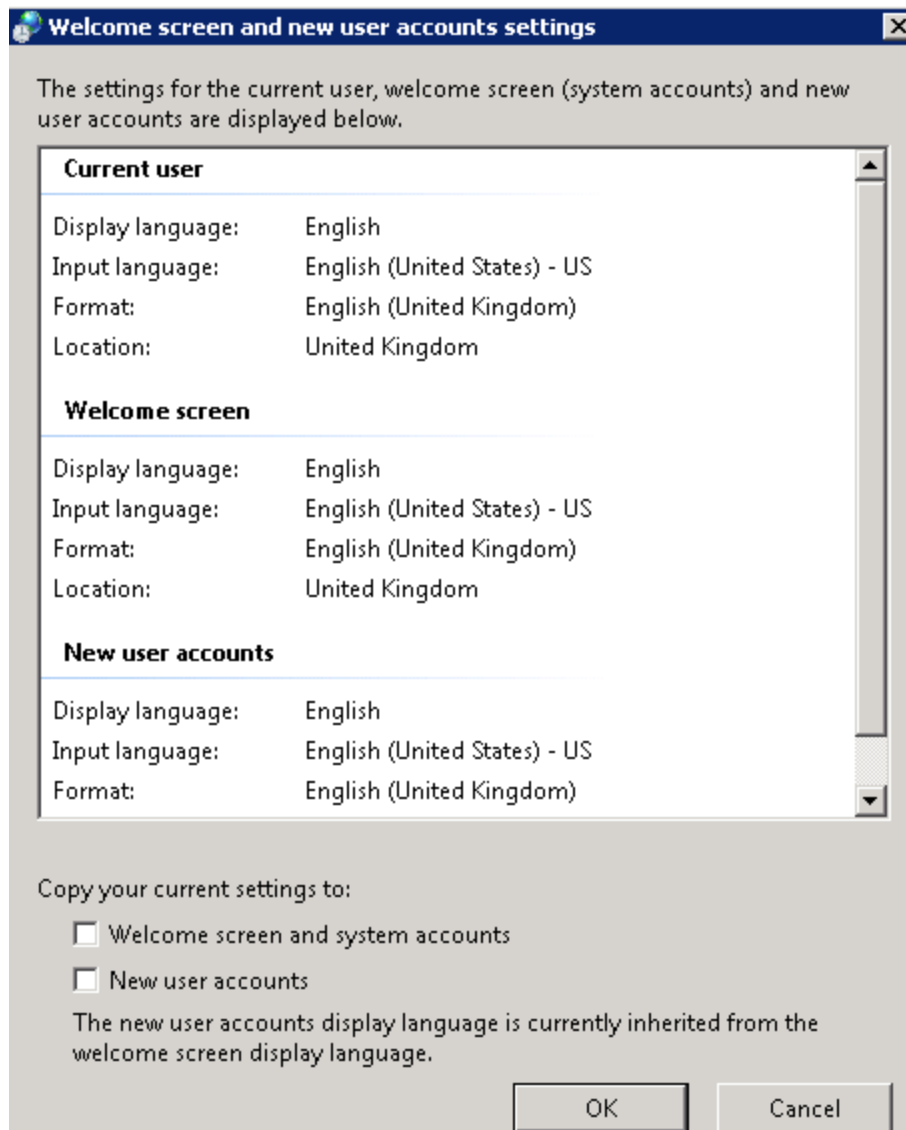 Welcome screen and new user accounts settings
The settings for the current user, welcome screen (system accounts) and new
user accounts are displayed below.
Current user
Display language: English
Input language: English (United States) - US
Format: English (United Kingdom)
Location: United Kingdom
Welcome screen
Display language: English
Input language: English (United States) - US
Format: English (United Kingdom)
Location: United Kingdom
New user accounts
Display language: English
Input language: English (United States) - US
Format: English (United Kingdom)
Copy your current settings to:
Welcome screen and system accounts
New user accounts
The new user accounts display language is currently inherited from the
welcome screen display language.
OK Cancel